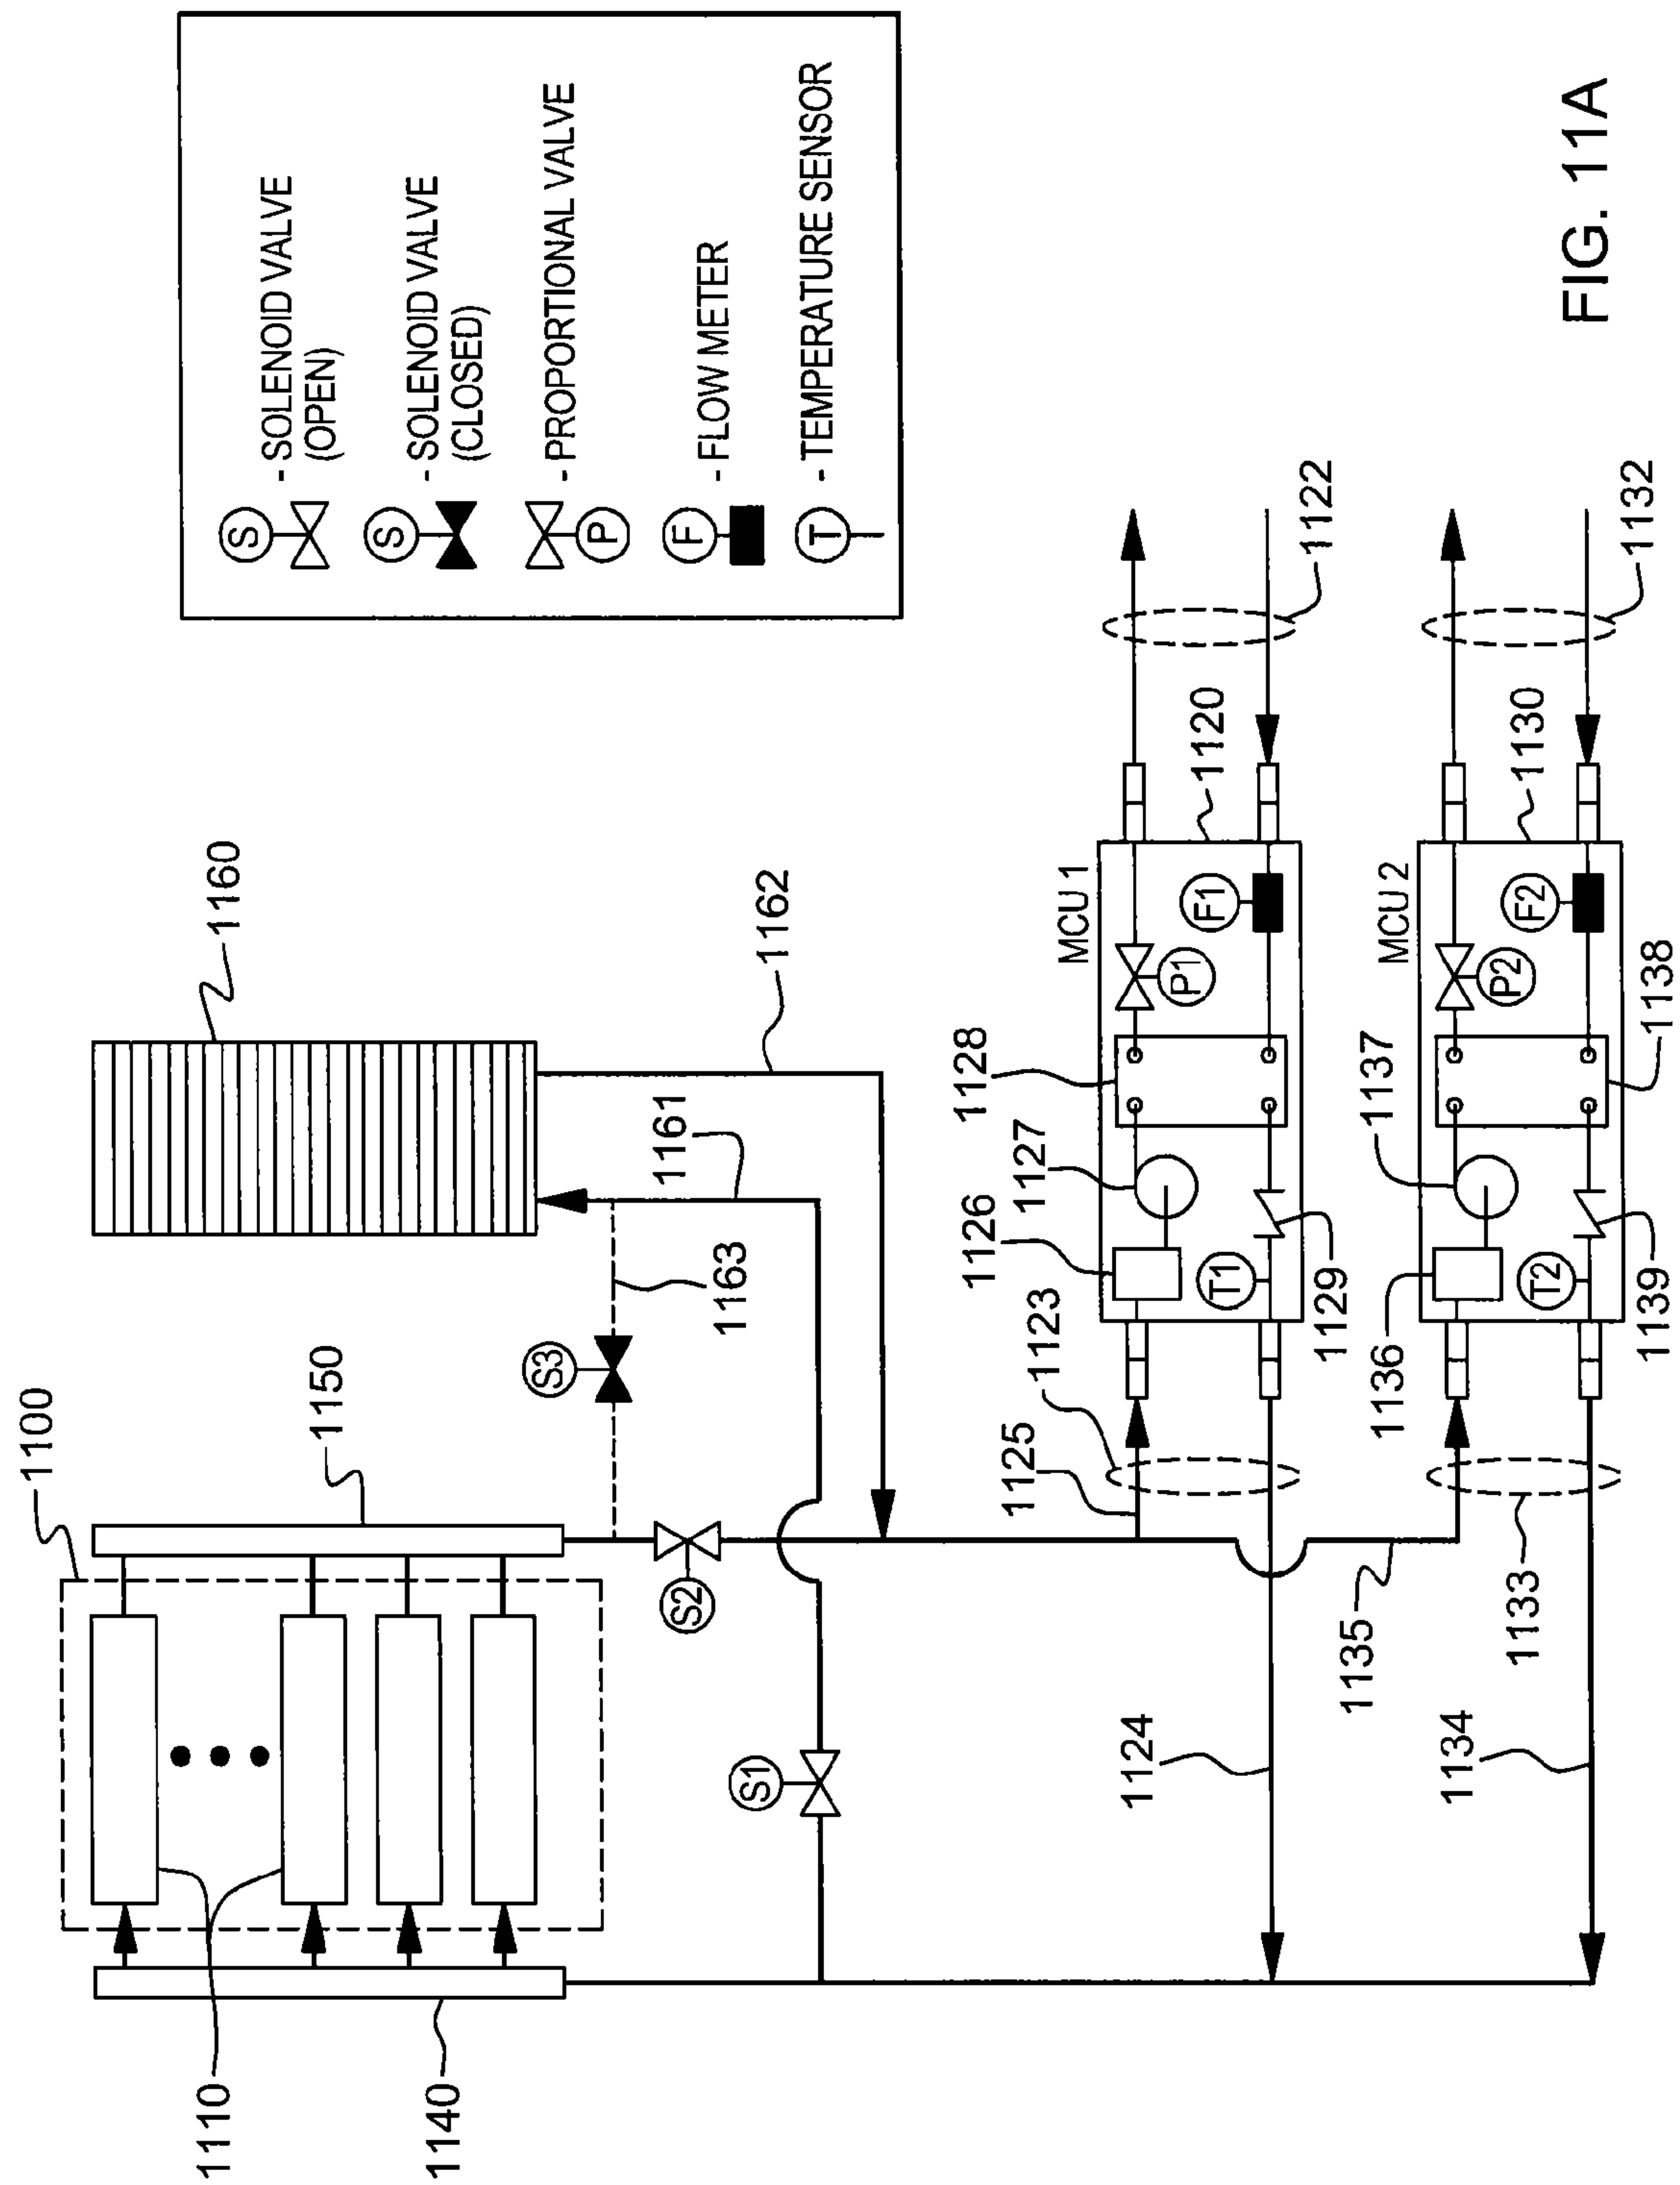 1100
1110
1140
1150
1160
S - SOLENOID VALVE
(OPEN)
S - SOLENOID VALVE
(CLOSED)
P - PROPORTIONAL VALVE
F - FLOW METER
T - TEMPERATURE SENSOR
S3
1161
S2
1163
S1
1162
1126
1127
1128
1125
1123
MCU 1
1120
P1
F1
T1
1124
1129
1122
1135
1136
1137
MCU 2
1130
P2
F2
T2
1134
1133
1139
1138
1132
FIG. 11A